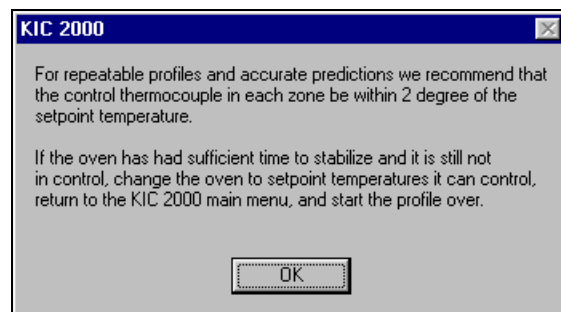 KIC 2000
For repeatable profiles and accurate predictions we recommend that
the control thermocouple in each zone be within 2 degree of the
setpoint temperature.
If the oven has had sufficient time to stabilize and it is still not
in control, change the oven to setpoint temperatures it can control,
return to the KIC 2000 main menu, and start the profile over.
OK